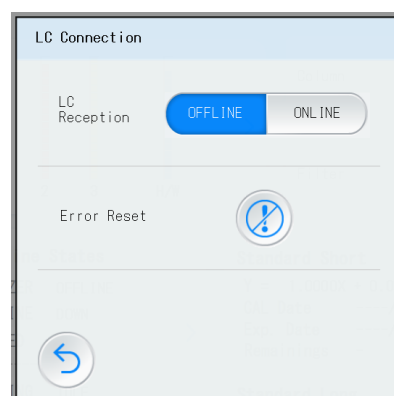 LC Connection
LC
Reception
OFFLINE
ONLINE
Error Reset